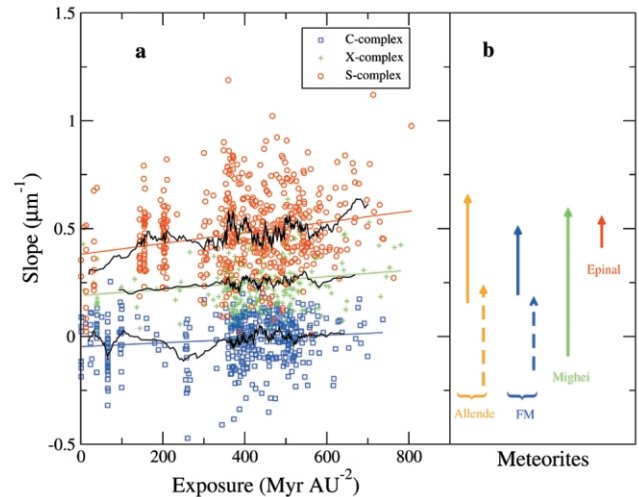 1.5
a
C-complex
X-complex
S-complex
b
1
0.5
0
-0.5
Slope (μm⁻¹)
0
200
400
600
800
Exposure (Myr AU⁻²)
Epinal
Mighei
Allende
FM
Meteorites